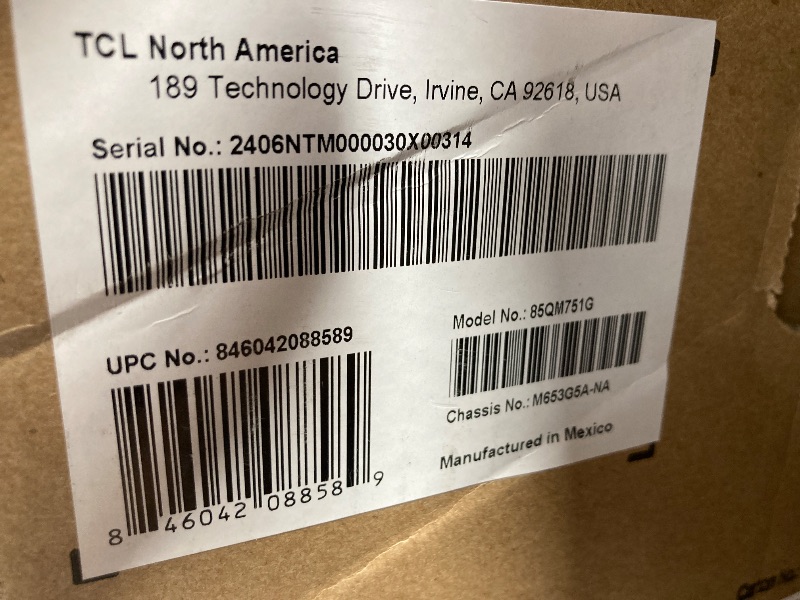 TCL North America
189 Technology Drive, Irvine, CA 92618, USA
Serial No.: 2406NTM000030X00314
UPC No.: 846042088589
8 46042 08858 9
Model No.: 85QM751G
Chassis No.: M653G5A-NA
Manufactured in Mexico